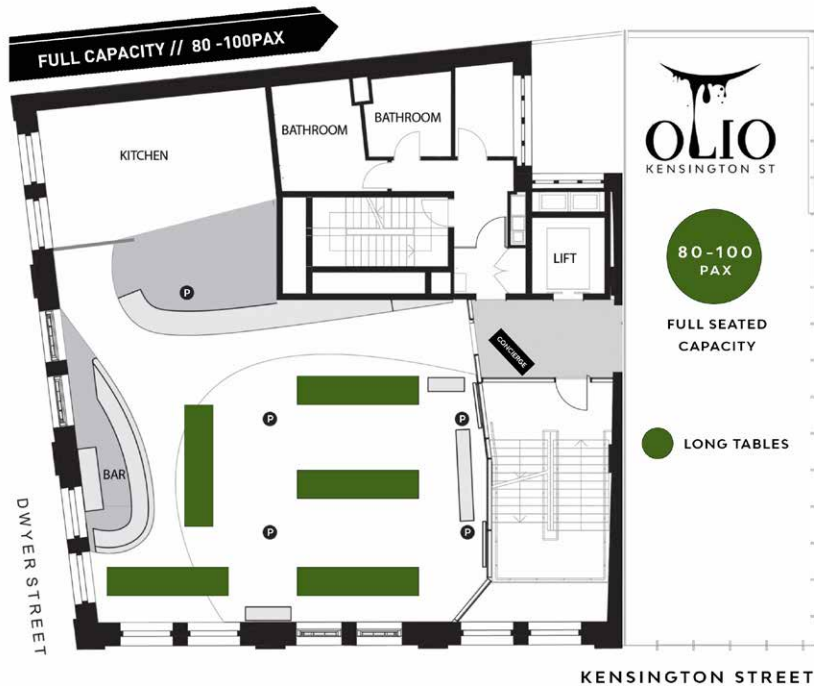 FULL CAPACITY // 80 -100PAX
OLIO
KENSINGTON ST
BATHROOM
BATHROOM
KITCHEN
80-100
PAX
LIFT
P
FULL SEATED
CAPACITY
CONCIERGE
P
P
LONG TABLES
BAR
P
P
DWYER STREET
KENSINGTON STREET